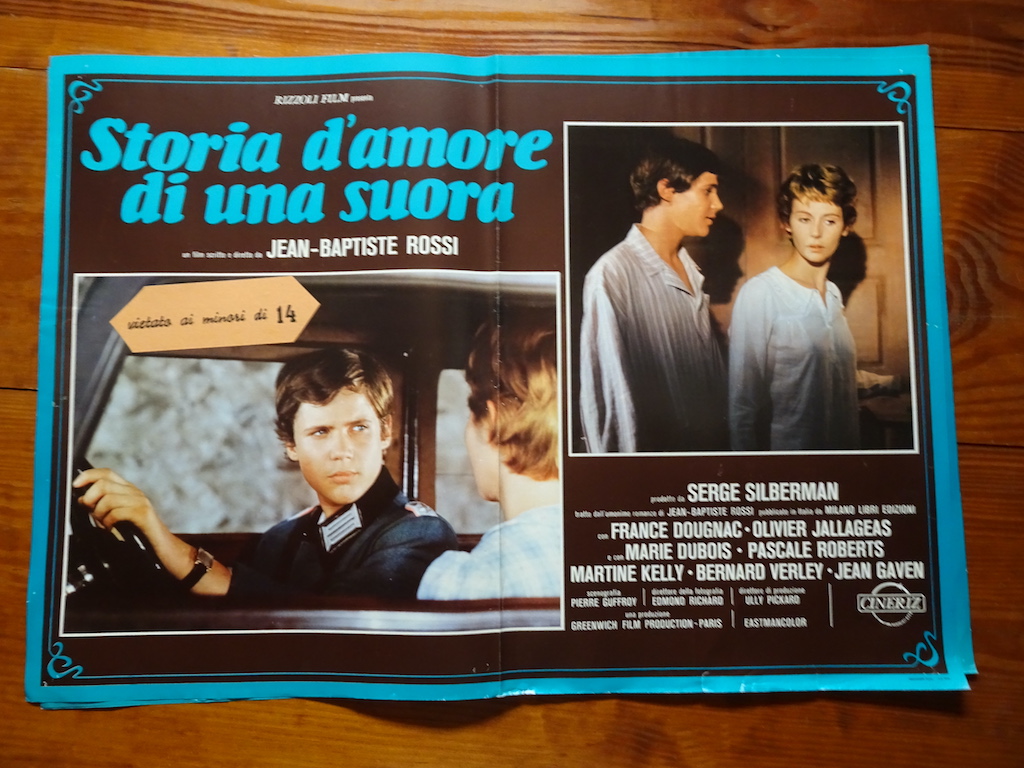 RIZZOLI FILM presenta
Storia d'amore
di una suora
un film scritto e diretto da JEAN-BAPTISTE ROSSI
vietato ai minori di 14
prodotto da SERGE SILBERMAN
tratto dall'omonimo romanzo di JEAN-BAPTISTE ROSSI pubblicato in Italia da MILANO LIBRI EDIZIONI
con FRANCE DOUGNAC • OLIVIER JALLAGEAS
e con MARIE DUBOIS • PASCALE ROBERTS
MARTINE KELLY • BERNARD VERLEY • JEAN GAVEN
scenografia
PIERRE GUFFROY
direttore della fotografia
EDMOND RICHARD
direttore di produzione
ULLY PICKARD
una produzione
GREENWICH FILM PRODUCTION-PARIS
EASTMANCOLOR
CINERIZ